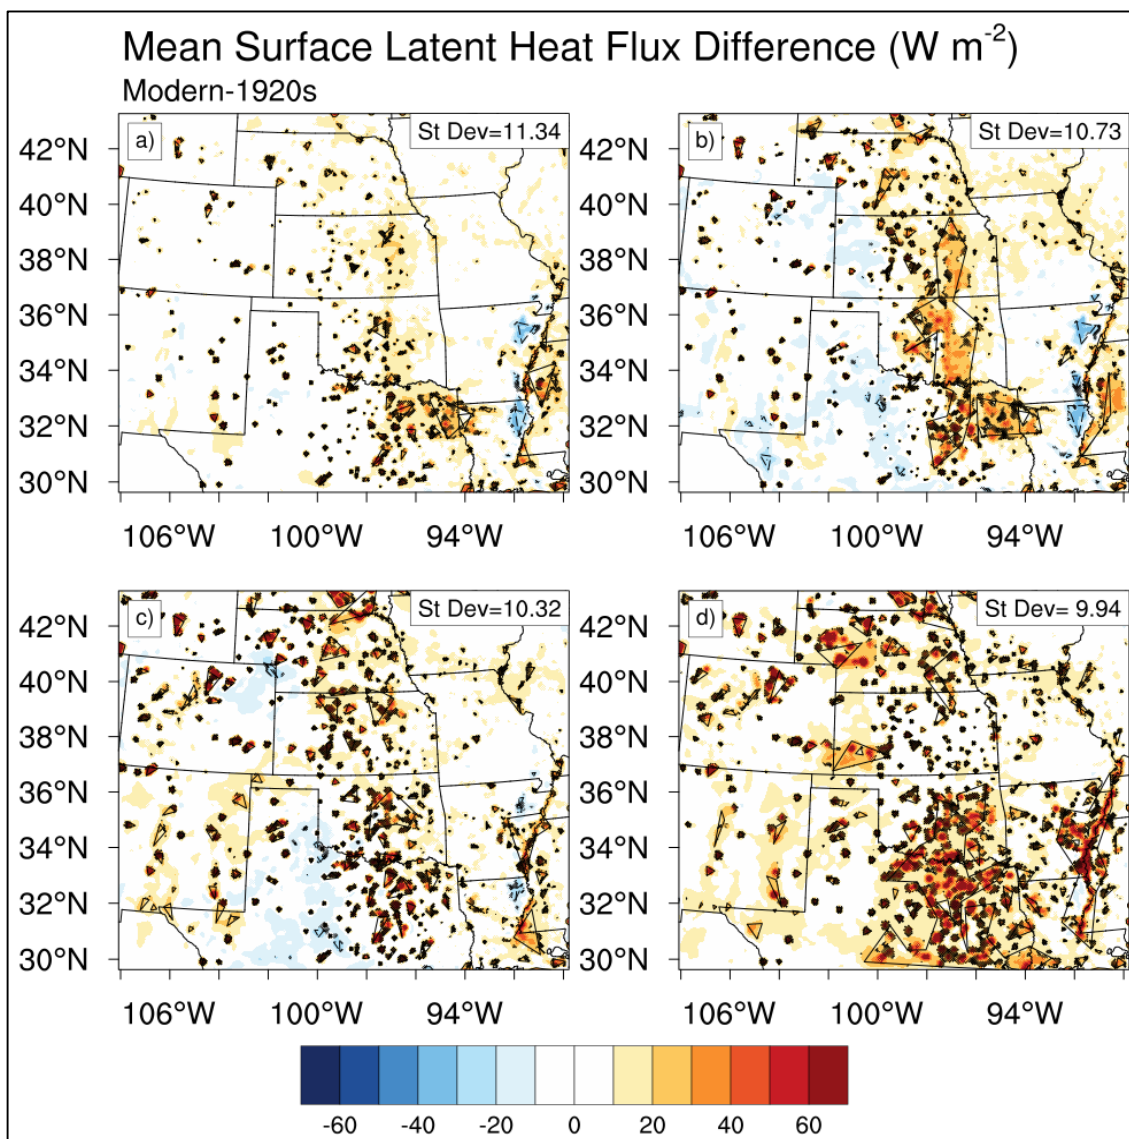 Mean Surface Latent Heat Flux Difference (W m⁻²)
Modern-1920s
a) St Dev=11.34
b) St Dev=10.73
42°N 42°N
40°N 40°N
38°N 38°N
36°N 36°N
34°N 34°N
32°N 32°N
30°N 30°N
106°W 100°W 94°W 106°W 100°W 94°W
c) St Dev=10.32
d) St Dev= 9.94
42°N 42°N
40°N 40°N
38°N 38°N
36°N 36°N
34°N 34°N
32°N 32°N
30°N 30°N
106°W 100°W 94°W 106°W 100°W 94°W
-60 -40 -20 0 20 40 60